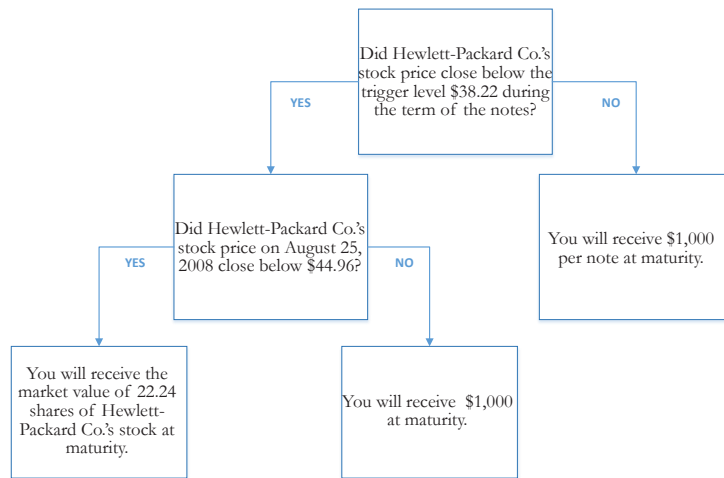 Did Hewlett-Packard Co.'s
stock price close below the
trigger level $38.22 during
the term of the notes?
YES
NO
Did Hewlett-Packard Co.'s
stock price on August 25,
2008 close below $44.96?
You will receive $1,000
per note at maturity.
YES
NO
You will receive the
market value of 22.24
shares of Hewlett-
Packard Co.'s stock at
maturity.
You will receive $1,000
at maturity.